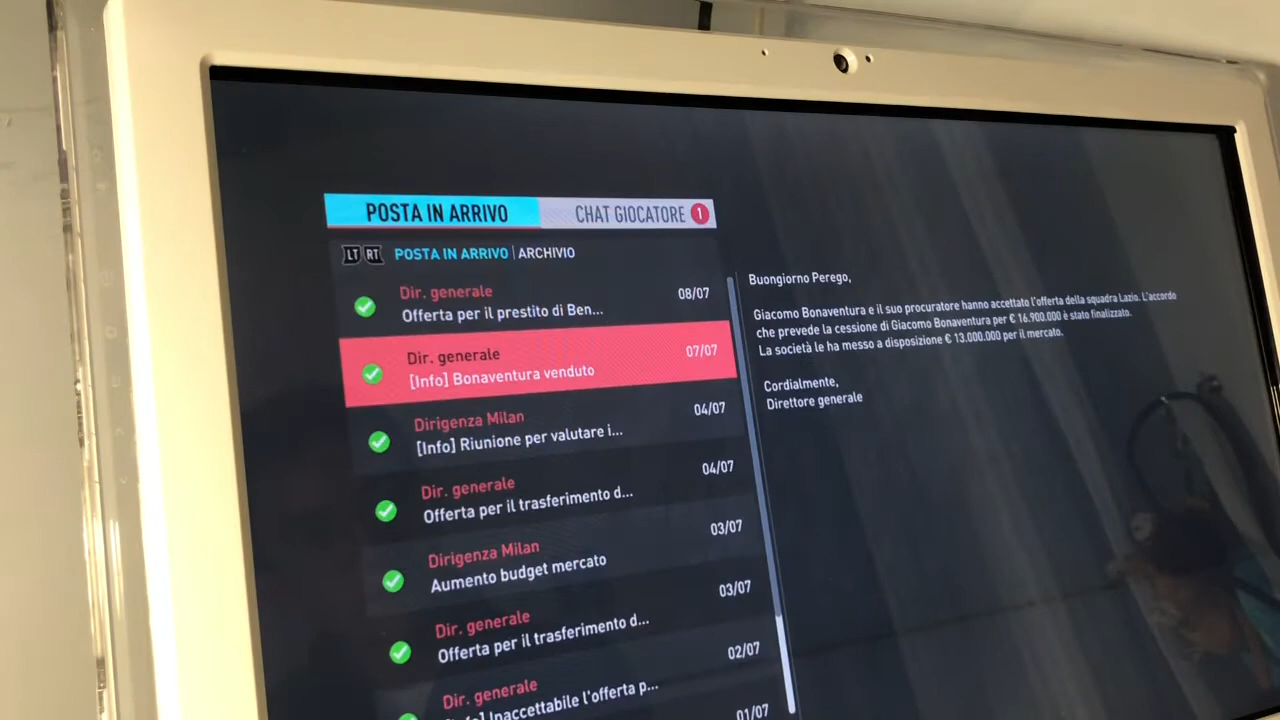 POSTA IN ARRIVO
CHAT GIOCATORE 1
LT RT POSTA IN ARRIVO | ARCHIVIO
Dir. generale 08/07
Offerta per il prestito di Ben...
Dir. generale 07/07
[Info] Bonaventura venduto
Dirigenza Milan 04/07
[Info] Riunione per valutare i...
Dir. generale 04/07
Offerta per il trasferimento d...
Dirigenza Milan 03/07
Aumento budget mercato
Dir. generale 03/07
Offerta per il trasferimento d...
Dir. generale 02/07
[Info] Inaccettabile l'offerta p...
01/07
Buongiorno Perego,
Giacomo Bonaventura e il suo procuratore hanno accettato l'offerta della squadra Lazio. L'accordo
che prevede la cessione di Giacomo Bonaventura per € 16.900.000 è stato finalizzato.
La società le ha messo a disposizione € 13.000.000 per il mercato.
Cordialmente,
Direttore generale